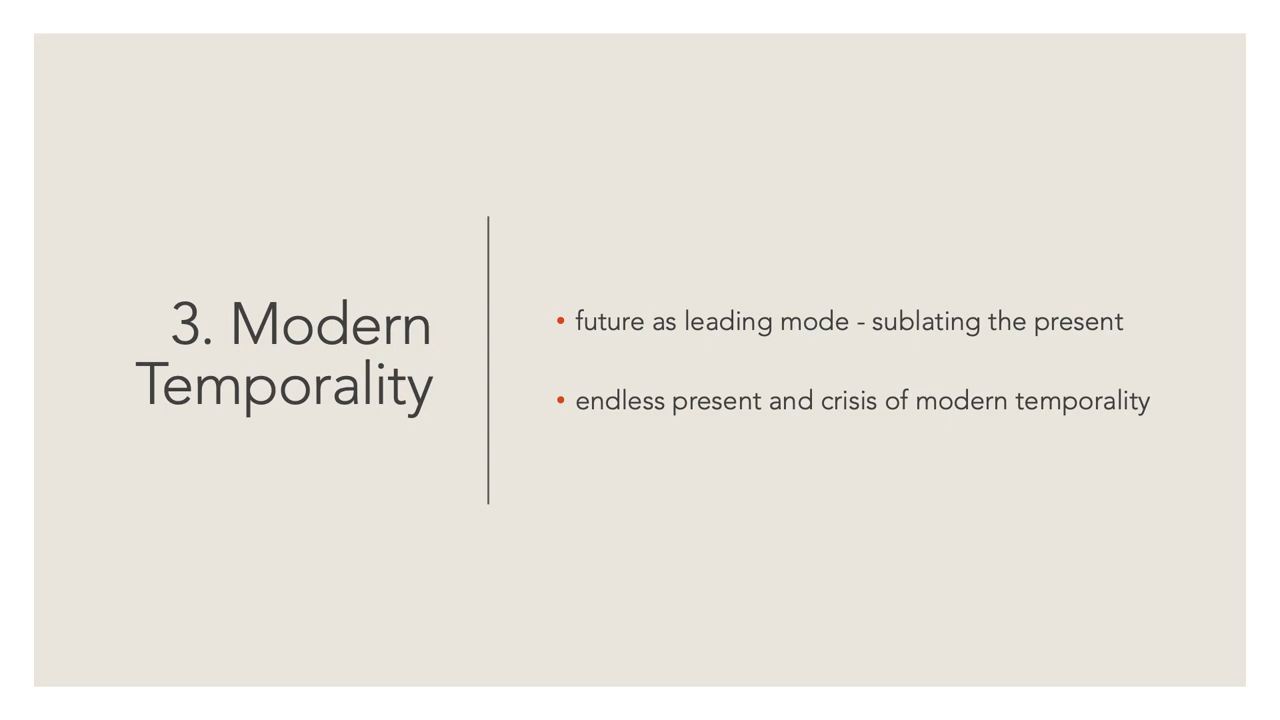 3. Modern
Temporality
• future as leading mode - sublating the present
• endless present and crisis of modern temporality